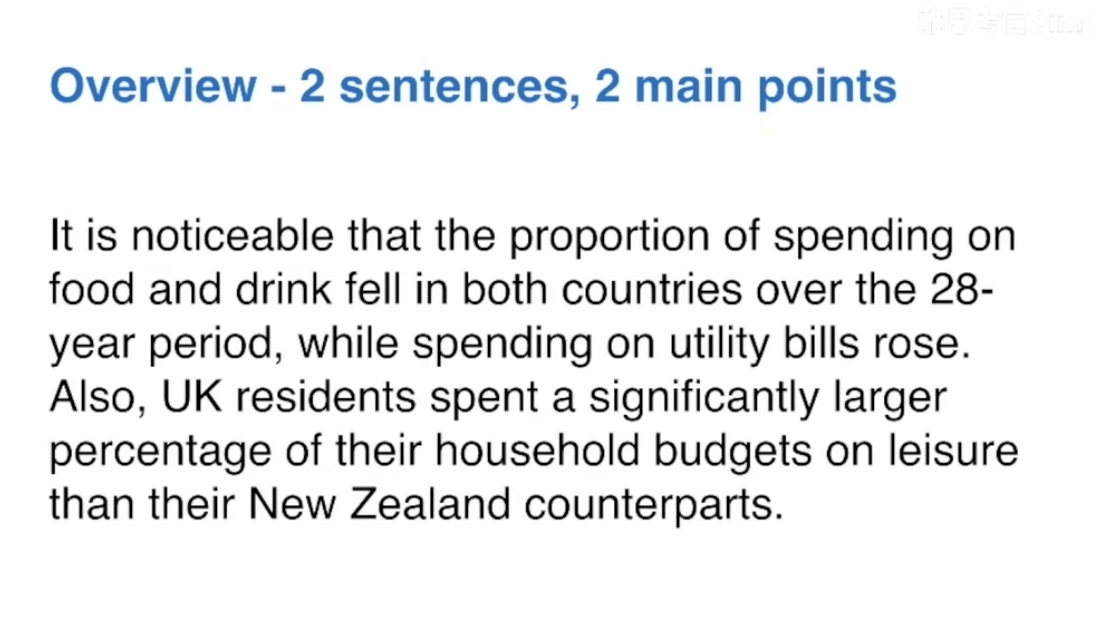 Overview - 2 sentences, 2 main points
It is noticeable that the proportion of spending on
food and drink fell in both countries over the 28-
year period, while spending on utility bills rose.
Also, UK residents spent a significantly larger
percentage of their household budgets on leisure
than their New Zealand counterparts.